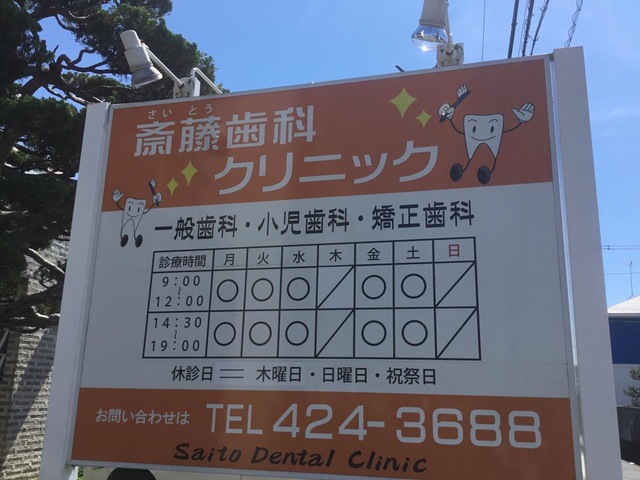 さいとう
斎藤歯科
クリニック
一般歯科・小児歯科・矯正歯科
診療時間 月 火 水 木 金 土 日
9:00〜12:00 ○ ○ ○ ／ ○ ○ ／
14:30〜19:00 ○ ○ ○ ／ ○ ○ ／
休診日 ＝ 木曜日・日曜日・祝祭日
お問い合わせは TEL 424-3688
Saito Dental Clinic